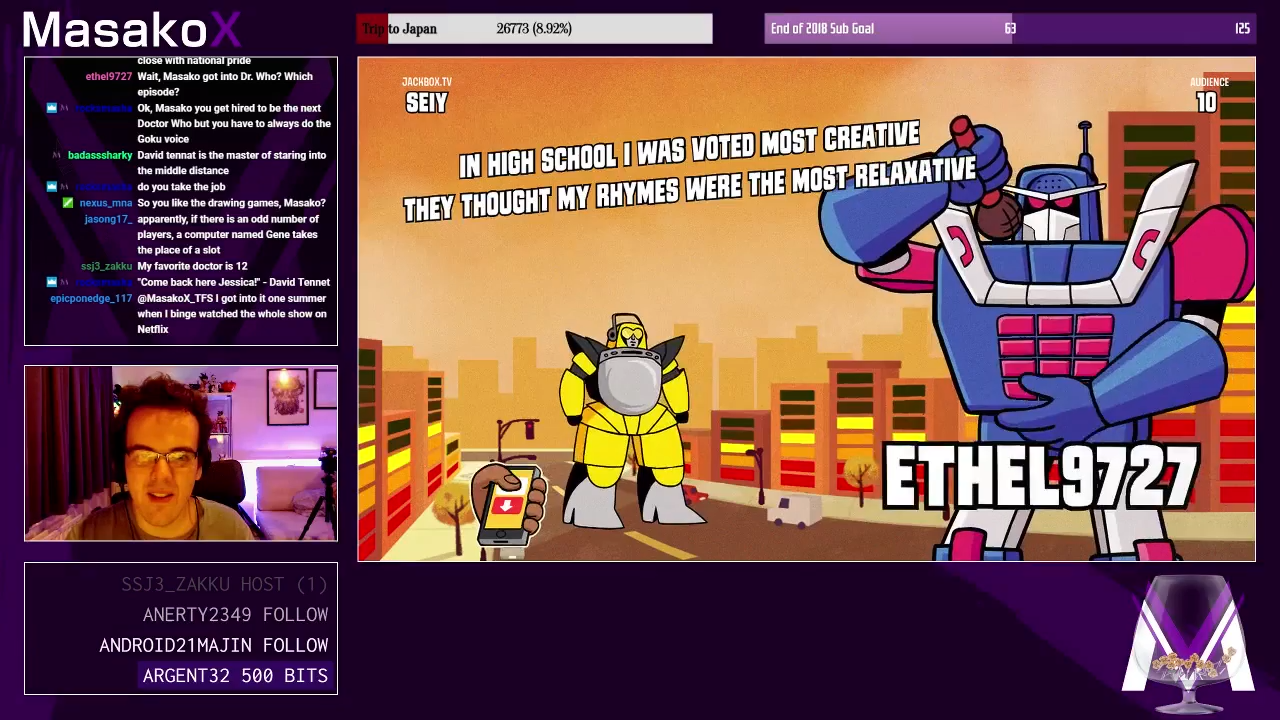 MasakoX
Trip to Japan 26773 (8.92%)
End of 2018 Sub Goal 63 125
close with national pride
ethel9727 Wait, Masako got into Dr. Who? Which
episode?
Ok, Masako you get hired to be the next
Doctor Who but you have to always do the
Goku voice
badasssharky David tennat is the master of staring into
the middle distance
do you take the job
nexus_mna So you like the drawing games, Masako?
jasong17_ apparently, if there is an odd number of
players, a computer named Gene takes
the place of a slot
ssj3_zakku My favorite doctor is 12
"Come back here Jessica!" - David Tennet
epicponedge_117 @MasakoX_TFS I got into it one summer
when I binge watched the whole show on
Netflix
JACKBOX.TV
SEIY
AUDIENCE
10
IN HIGH SCHOOL I WAS VOTED MOST CREATIVE
THEY THOUGHT MY RHYMES WERE THE MOST RELAXATIVE
ETHEL9727
SSJ3_ZAKKU HOST (1)
ANERTY2349 FOLLOW
ANDROID21MAJIN FOLLOW
ARGENT32 500 BITS